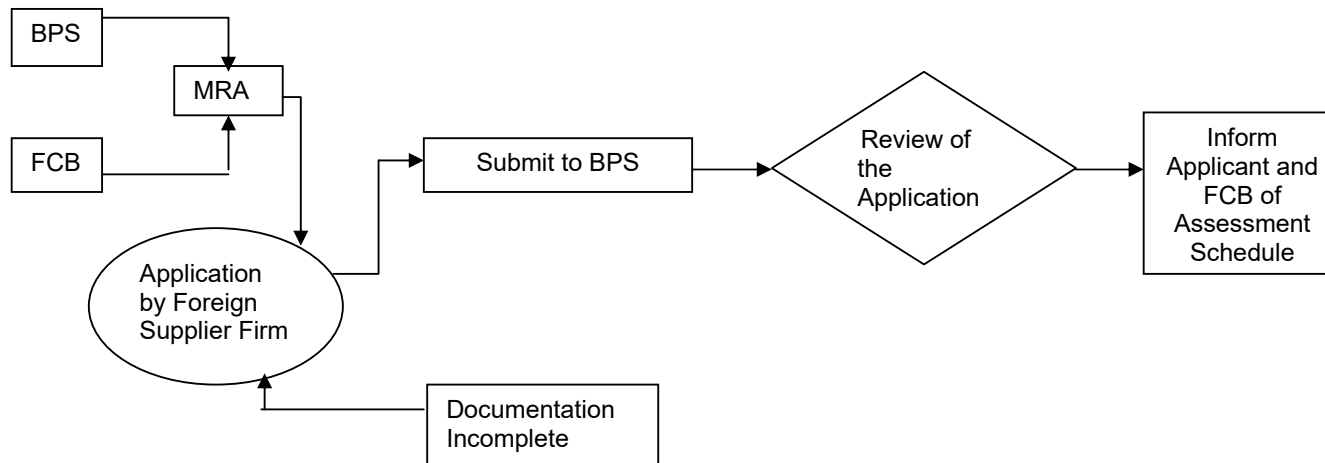 BPS
MRA
FCB
Application
by Foreign
Supplier Firm
Submit to BPS
Review of
the
Application
Inform
Applicant and
FCB of
Assessment
Schedule
Documentation
Incomplete